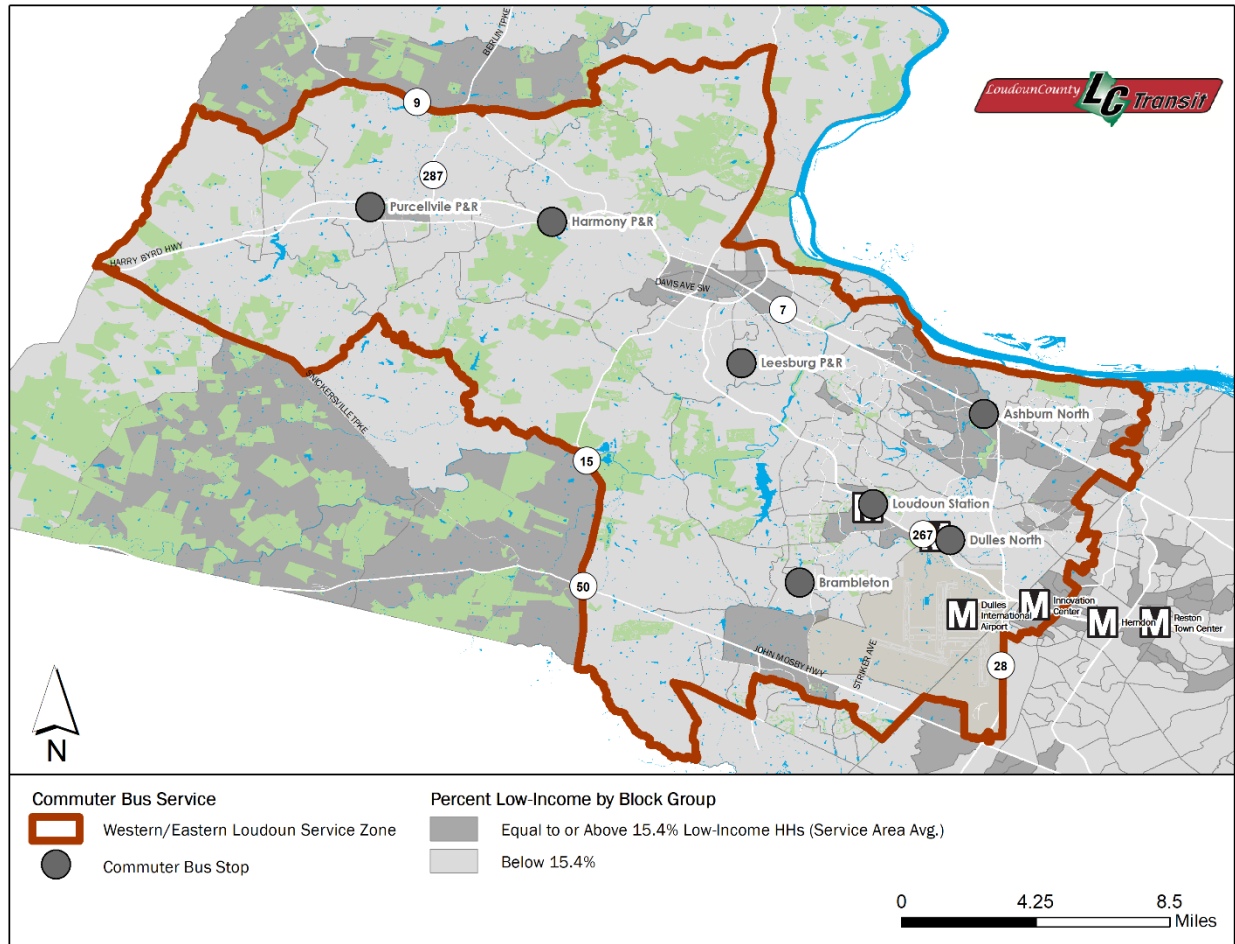 BERLIN TPKE
9
LoudounCounty LC Transit
287
Purcellvile P&R
Harmony P&R
HARRY BYRD HWY
DAVIS AVE SW
7
Leesburg P&R
SNICKERSVILLE TPKE
Ashburn North
15
Loudoun Station
M
267
M
Dulles North
50
Brambleton
M
Dulles
International
Airport
M
Innovation
Center
M
Herndon
M
Reston
Town Center
JOHN MOSBY HWY
STRIKER AVE
28
N
Commuter Bus Service
Western/Eastern Loudoun Service Zone
Commuter Bus Stop
Percent Low-Income by Block Group
Equal to or Above 15.4% Low-Income HHs (Service Area Avg.)
Below 15.4%
0
4.25
8.5
Miles